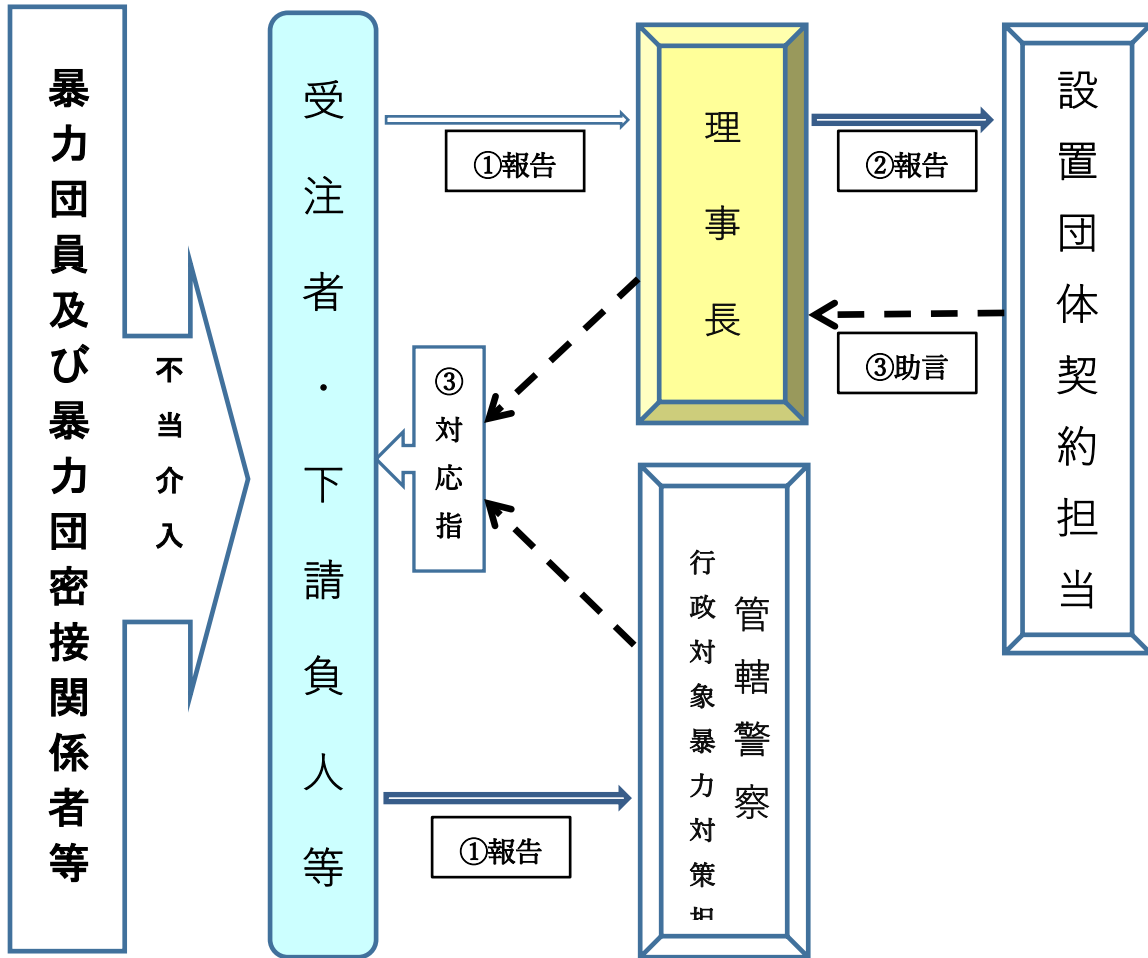 暴力団員及び暴力団密接関係者等
不当介入
受注者・下請負人等
①報告
理事長
②報告
設置団体契約担当
③助言
③対応指
管轄警察
行政対象暴力対策担
①報告